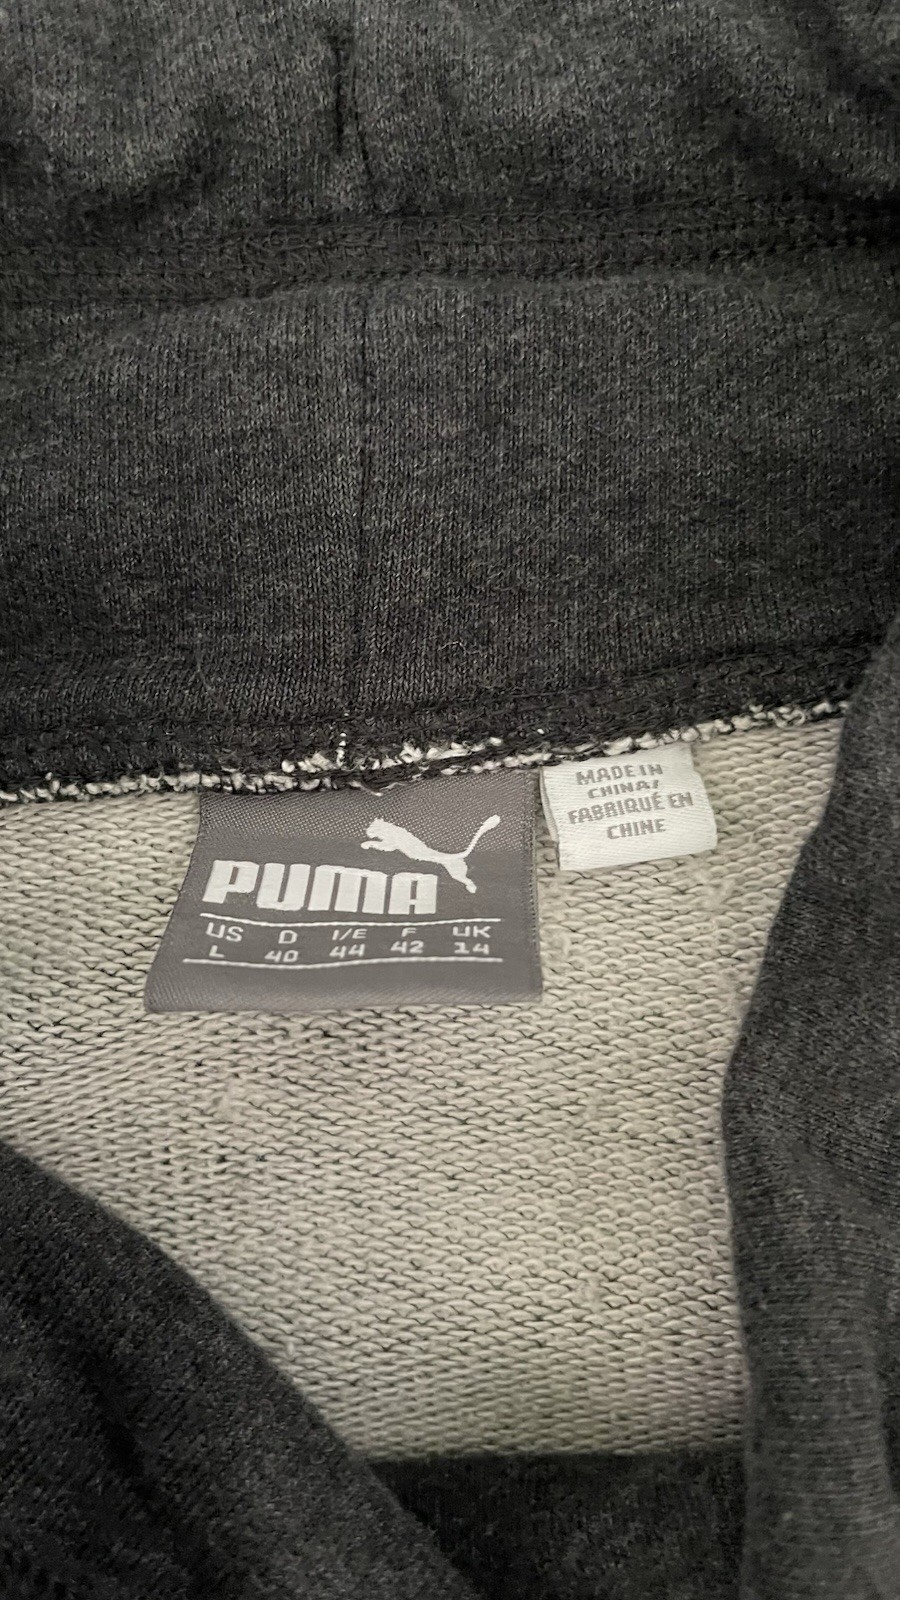 PUMA
US D I/E F UK
L 40 44 42 14
MADE IN
CHINA/
FABRIQUÉ EN
CHINE